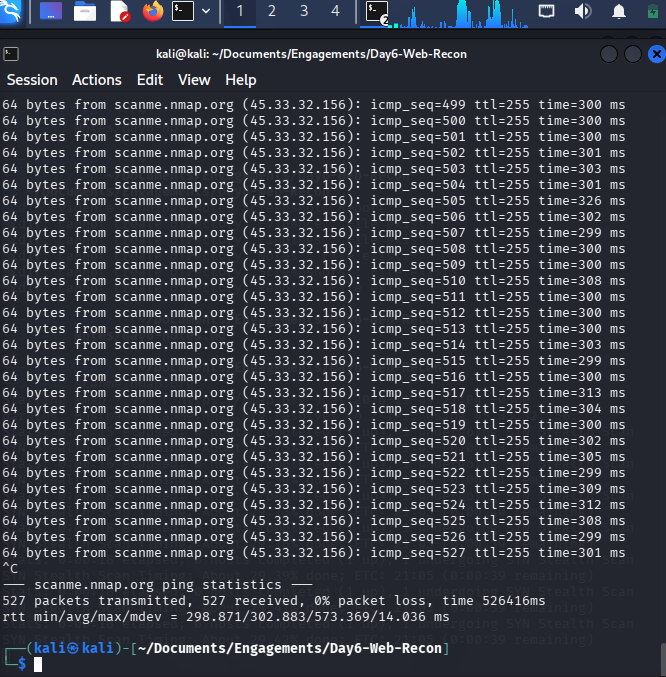 1 2 3 4 2
kali@kali: ~/Documents/Engagements/Day6-Web-Recon
Session Actions Edit View Help
64 bytes from scanme.nmap.org (45.33.32.156): icmp_seq=499 ttl=255 time=300 ms
64 bytes from scanme.nmap.org (45.33.32.156): icmp_seq=500 ttl=255 time=300 ms
64 bytes from scanme.nmap.org (45.33.32.156): icmp_seq=501 ttl=255 time=300 ms
64 bytes from scanme.nmap.org (45.33.32.156): icmp_seq=502 ttl=255 time=301 ms
64 bytes from scanme.nmap.org (45.33.32.156): icmp_seq=503 ttl=255 time=303 ms
64 bytes from scanme.nmap.org (45.33.32.156): icmp_seq=504 ttl=255 time=301 ms
64 bytes from scanme.nmap.org (45.33.32.156): icmp_seq=505 ttl=255 time=326 ms
64 bytes from scanme.nmap.org (45.33.32.156): icmp_seq=506 ttl=255 time=302 ms
64 bytes from scanme.nmap.org (45.33.32.156): icmp_seq=507 ttl=255 time=299 ms
64 bytes from scanme.nmap.org (45.33.32.156): icmp_seq=508 ttl=255 time=300 ms
64 bytes from scanme.nmap.org (45.33.32.156): icmp_seq=509 ttl=255 time=300 ms
64 bytes from scanme.nmap.org (45.33.32.156): icmp_seq=510 ttl=255 time=308 ms
64 bytes from scanme.nmap.org (45.33.32.156): icmp_seq=511 ttl=255 time=300 ms
64 bytes from scanme.nmap.org (45.33.32.156): icmp_seq=512 ttl=255 time=300 ms
64 bytes from scanme.nmap.org (45.33.32.156): icmp_seq=513 ttl=255 time=300 ms
64 bytes from scanme.nmap.org (45.33.32.156): icmp_seq=514 ttl=255 time=303 ms
64 bytes from scanme.nmap.org (45.33.32.156): icmp_seq=515 ttl=255 time=299 ms
64 bytes from scanme.nmap.org (45.33.32.156): icmp_seq=516 ttl=255 time=300 ms
64 bytes from scanme.nmap.org (45.33.32.156): icmp_seq=517 ttl=255 time=313 ms
64 bytes from scanme.nmap.org (45.33.32.156): icmp_seq=518 ttl=255 time=304 ms
64 bytes from scanme.nmap.org (45.33.32.156): icmp_seq=519 ttl=255 time=300 ms
64 bytes from scanme.nmap.org (45.33.32.156): icmp_seq=520 ttl=255 time=302 ms
64 bytes from scanme.nmap.org (45.33.32.156): icmp_seq=521 ttl=255 time=305 ms
64 bytes from scanme.nmap.org (45.33.32.156): icmp_seq=522 ttl=255 time=299 ms
64 bytes from scanme.nmap.org (45.33.32.156): icmp_seq=523 ttl=255 time=309 ms
64 bytes from scanme.nmap.org (45.33.32.156): icmp_seq=524 ttl=255 time=312 ms
64 bytes from scanme.nmap.org (45.33.32.156): icmp_seq=525 ttl=255 time=308 ms
64 bytes from scanme.nmap.org (45.33.32.156): icmp_seq=526 ttl=255 time=299 ms
64 bytes from scanme.nmap.org (45.33.32.156): icmp_seq=527 ttl=255 time=301 ms
^C
--- scanme.nmap.org ping statistics ---
527 packets transmitted, 527 received, 0% packet loss, time 526416ms
rtt min/avg/max/mdev = 298.871/302.883/573.369/14.036 ms
┌──(kali㉿kali)-[~/Documents/Engagements/Day6-Web-Recon]
└─$